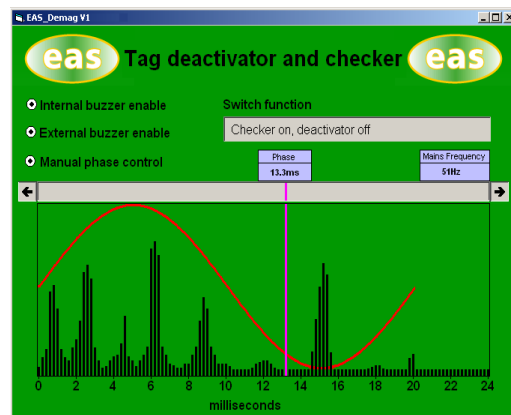 EAS_Demag V1
eas Tag deactivator and checker eas
Internal buzzer enable
Switch function
External buzzer enable
Checker on, deactivator off
Manual phase control
Phase
13.3ms
Mains Frequency
51Hz
0 2 4 6 8 10 12 14 16 18 20 22 24
milliseconds